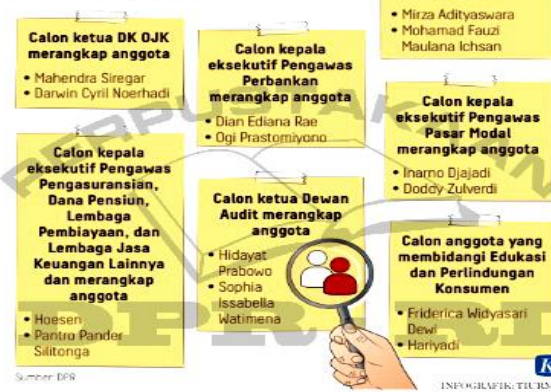 Calon ketua DK OJK
merangkap anggota
• Mahendra Siregar
• Darwin Cyril Noerhadi
Calon kepala
eksekutif Pengawas
Perbankan
merangkap anggota
• Dian Ediana Rae
• Ogi Prastomiyono
• Mirza Adityaswara
• Mohamad Fauzi
Maulana Ichsan
Calon kepala
eksekutif Pengawas
Pasar Modal
merangkap anggota
• Inarno Djajadi
• Doddy Zulverdi
Calon kepala
eksekutif Pengawas
Pengasuransian,
Dana Pensiun,
Lembaga
Pembiayaan, dan
Lembaga Jasa
Keuangan Lainnya
dan merangkap
anggota
• Hoesen
• Pantro Pander
Silitonga
Calon ketua Dewan
Audit merangkap
anggota
• Hidayat
Prabowo
• Sophia
Issabella
Watimena
Calon anggota yang
membidangi Edukasi
dan Perlindungan
Konsumen
• Friderica Widyasari
Dewi
• Hariyadi
Sumber: DPR
PERPUSTAKAAN
DPR RI
INFOGRAFIK: